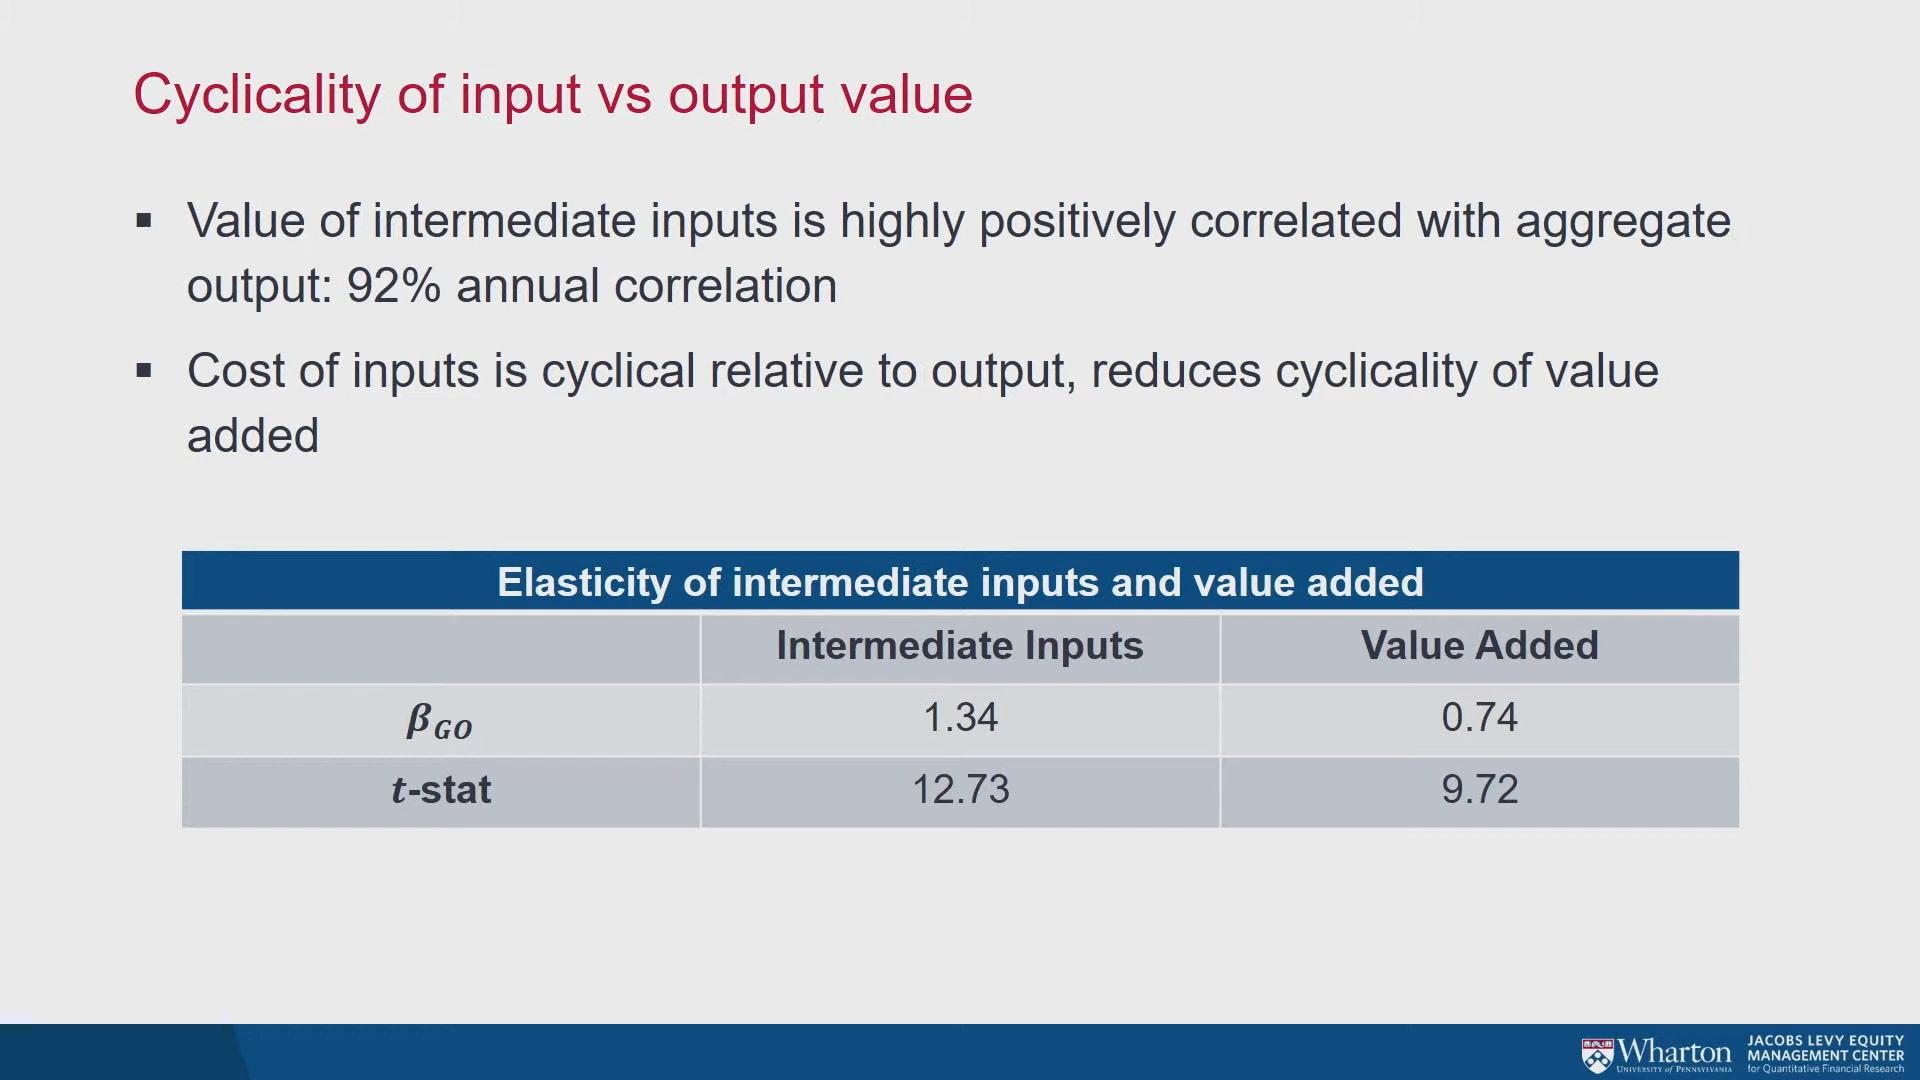 Cyclicality of input vs output value
▪ Value of intermediate inputs is highly positively correlated with aggregate
output: 92% annual correlation
▪ Cost of inputs is cyclical relative to output, reduces cyclicality of value
added
Elasticity of intermediate inputs and value added
Intermediate Inputs Value Added
β_GO 1.34 0.74
t-stat 12.73 9.72
Wharton
UNIVERSITY of PENNSYLVANIA
JACOBS LEVY EQUITY
MANAGEMENT CENTER
for Quantitative Financial Research